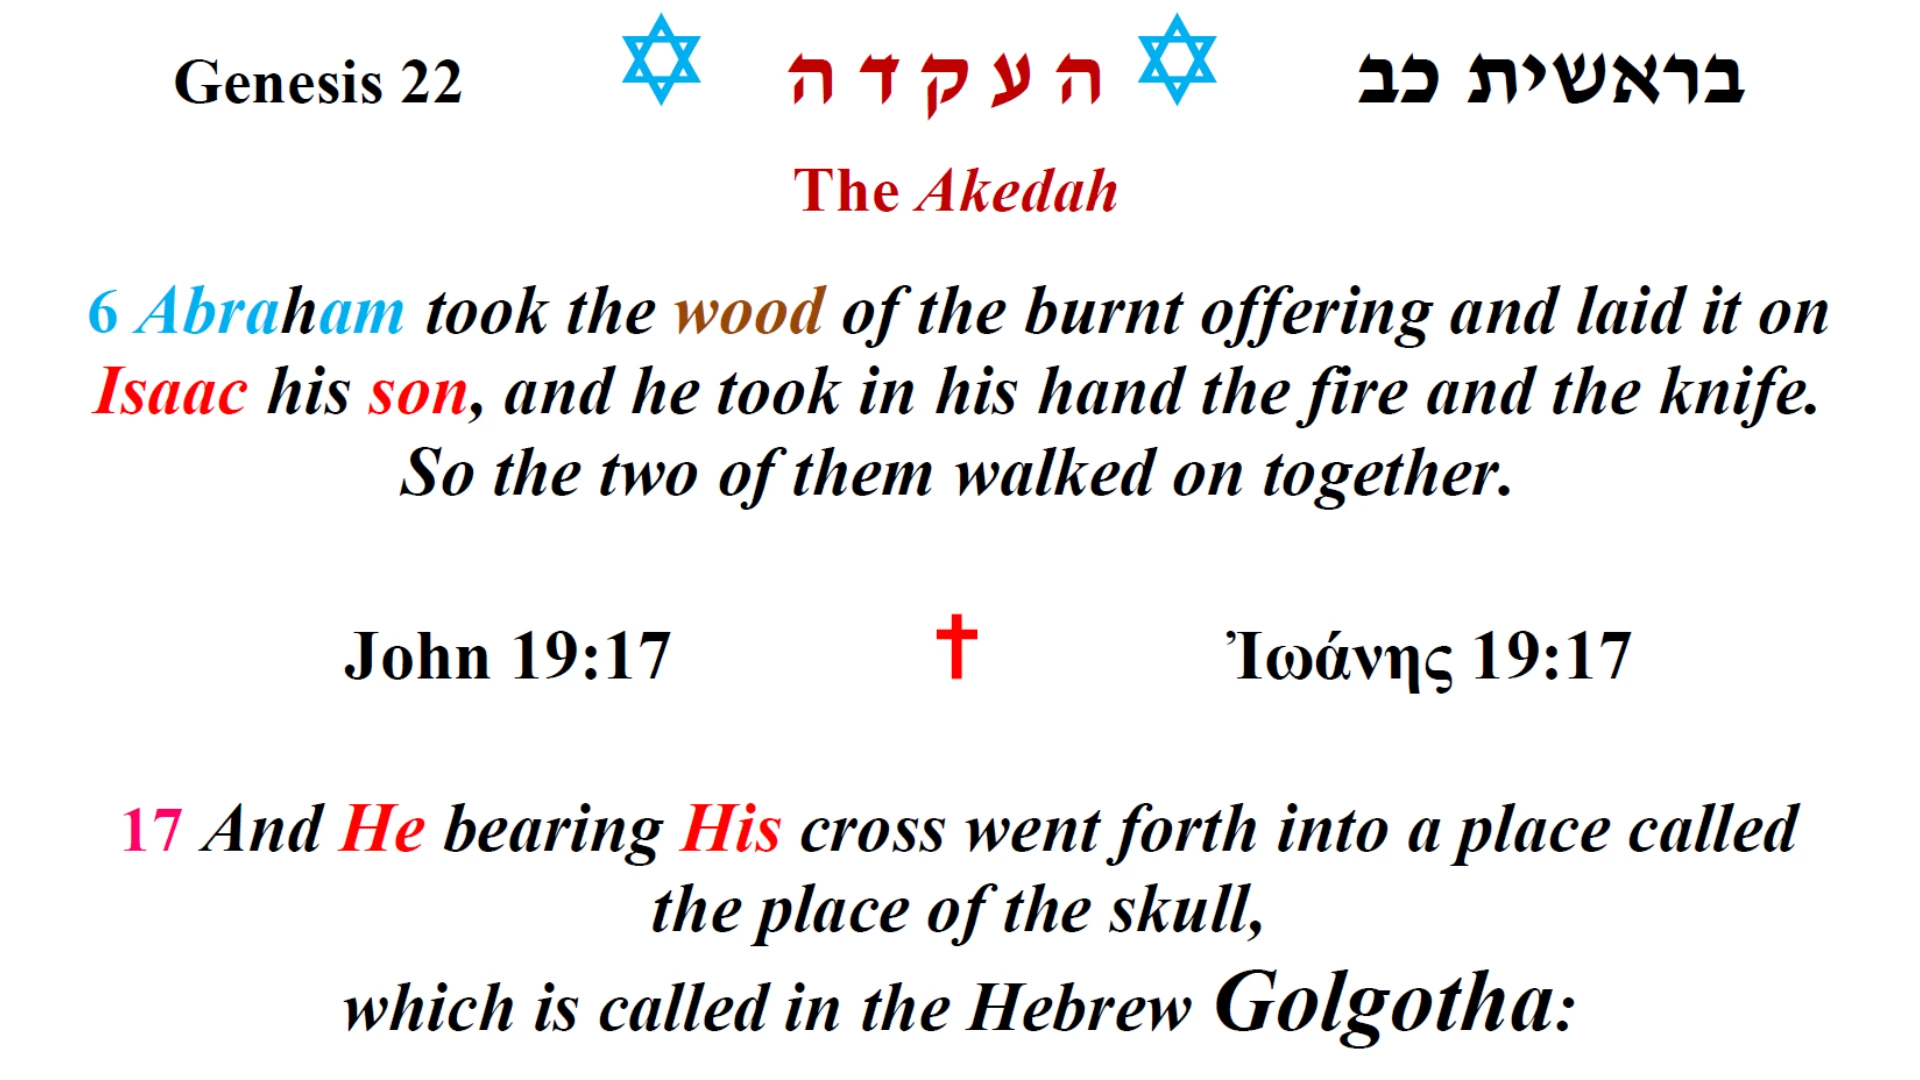 Genesis 22 ✡ ה ע ק ד ה ✡ בראשית כב
The Akedah
6 Abraham took the wood of the burnt offering and laid it on
Isaac his son, and he took in his hand the fire and the knife.
So the two of them walked on together.
John 19:17 ✝ Ἰωάνης 19:17
17 And He bearing His cross went forth into a place called
the place of the skull,
which is called in the Hebrew Golgotha: